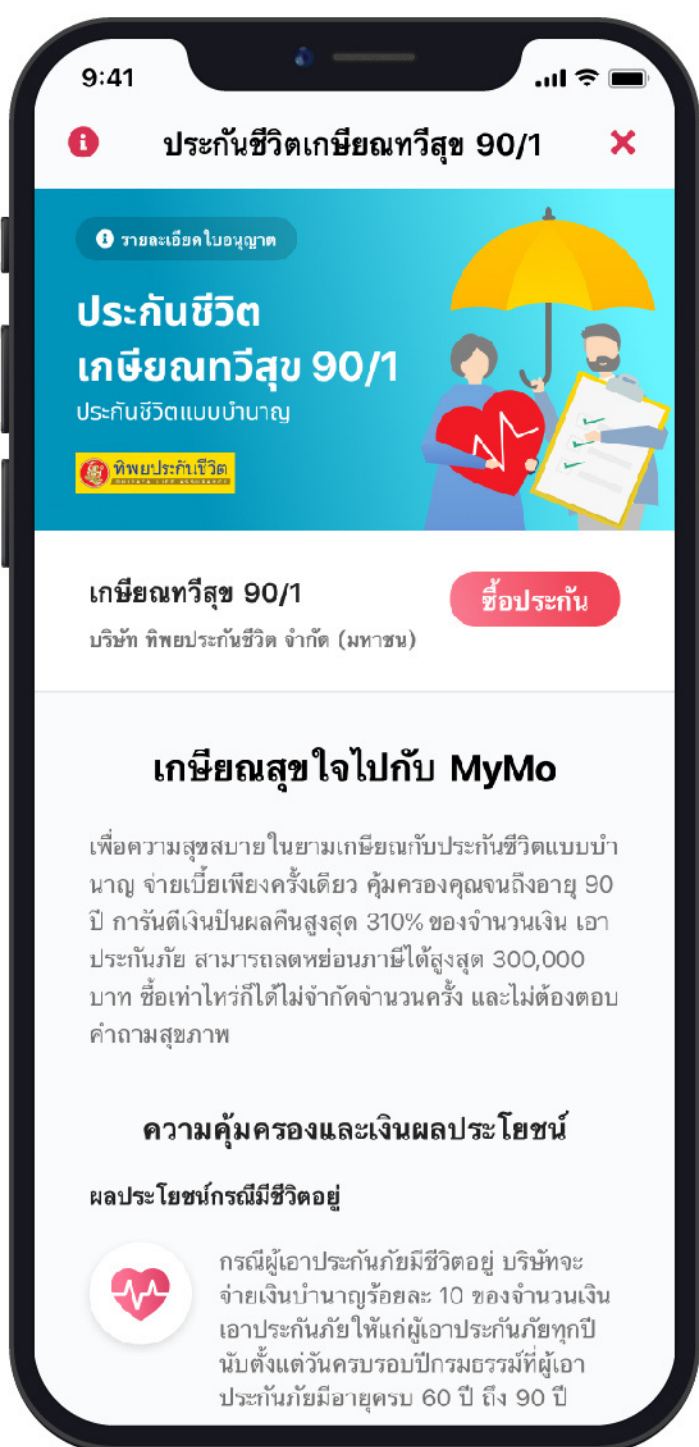 9:41
ประกันชีวิตเกษียณทวีสุข 90/1
รายละเอียดใบอนุญาต
ประกันชีวิต
เกษียณทวีสุข 90/1
ประกันชีวิตแบบบำนาญ
ทิพยประกันชีวิต
DHIPAYA LIFE ASSURANCE
เกษียณทวีสุข 90/1
ซื้อประกัน
บริษัท ทิพยประกันชีวิต จำกัด (มหาชน)
เกษียณสุขใจไปกับ MyMo
เพื่อความสุขสบายในยามเกษียณกับประกันชีวิตแบบบำ
นาญ จ่ายเบี้ยเพียงครั้งเดียว คุ้มครองคุณจนถึงอายุ 90
ปี การันตีเงินปันผลคืนสูงสุด 310% ของจำนวนเงิน เอา
ประกันภัย สามารถลดหย่อนภาษีได้สูงสุด 300,000
บาท ซื้อเท่าไหร่ก็ได้ไม่จำกัดจำนวนครั้ง และไม่ต้องตอบ
คำถามสุขภาพ
ความคุ้มครองและเงินผลประโยชน์
ผลประโยชน์กรณีมีชีวิตอยู่
กรณีผู้เอาประกันภัยมีชีวิตอยู่ บริษัทจะ
จ่ายเงินบำนาญร้อยละ 10 ของจำนวนเงิน
เอาประกันภัยให้แก่ผู้เอาประกันภัยทุกปี
นับตั้งแต่วันครบรอบปีกรมธรรม์ที่ผู้เอา
ประกันภัยมีอายุครบ 60 ปี ถึง 90 ปี